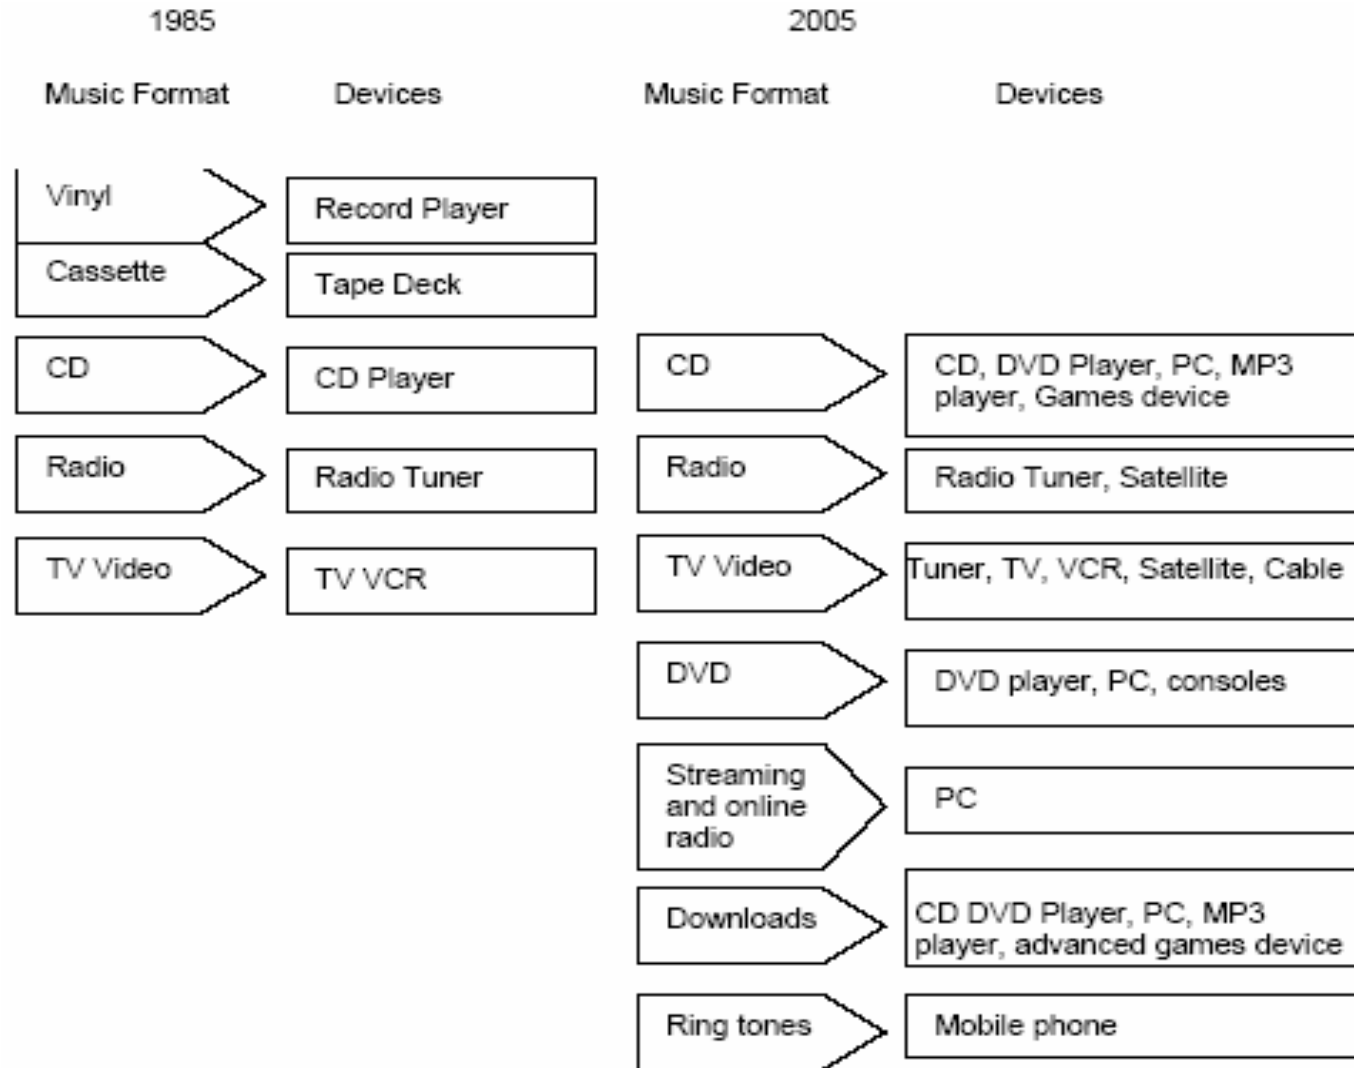 1985
2005
Music Format
Devices
Music Format
Devices
Vinyl
Record Player
Cassette
Tape Deck
CD
CD Player
CD
CD, DVD Player, PC, MP3
player, Games device
Radio
Radio Tuner
Radio
Radio Tuner, Satellite
TV Video
TV VCR
TV Video
Tuner, TV, VCR, Satellite, Cable
DVD
DVD player, PC, consoles
Streaming
and online
radio
PC
Downloads
CD DVD Player, PC, MP3
player, advanced games device
Ring tones
Mobile phone